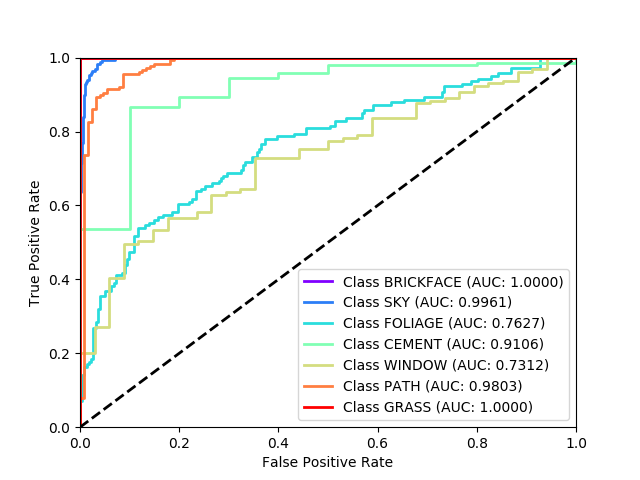 1.0
0.8
0.6
0.4
0.2
0.0
True Positive Rate
Class BRICKFACE (AUC: 1.0000)
Class SKY (AUC: 0.9961)
Class FOLIAGE (AUC: 0.7627)
Class CEMENT (AUC: 0.9106)
Class WINDOW (AUC: 0.7312)
Class PATH (AUC: 0.9803)
Class GRASS (AUC: 1.0000)
0.0 0.2 0.4 0.6 0.8 1.0
False Positive Rate